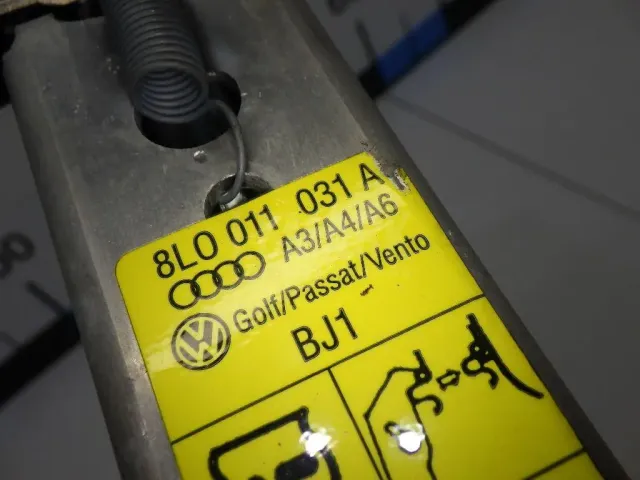 8L0 011 031 A
A3/A4/A6
Golf/Passat/Vento
BJ1